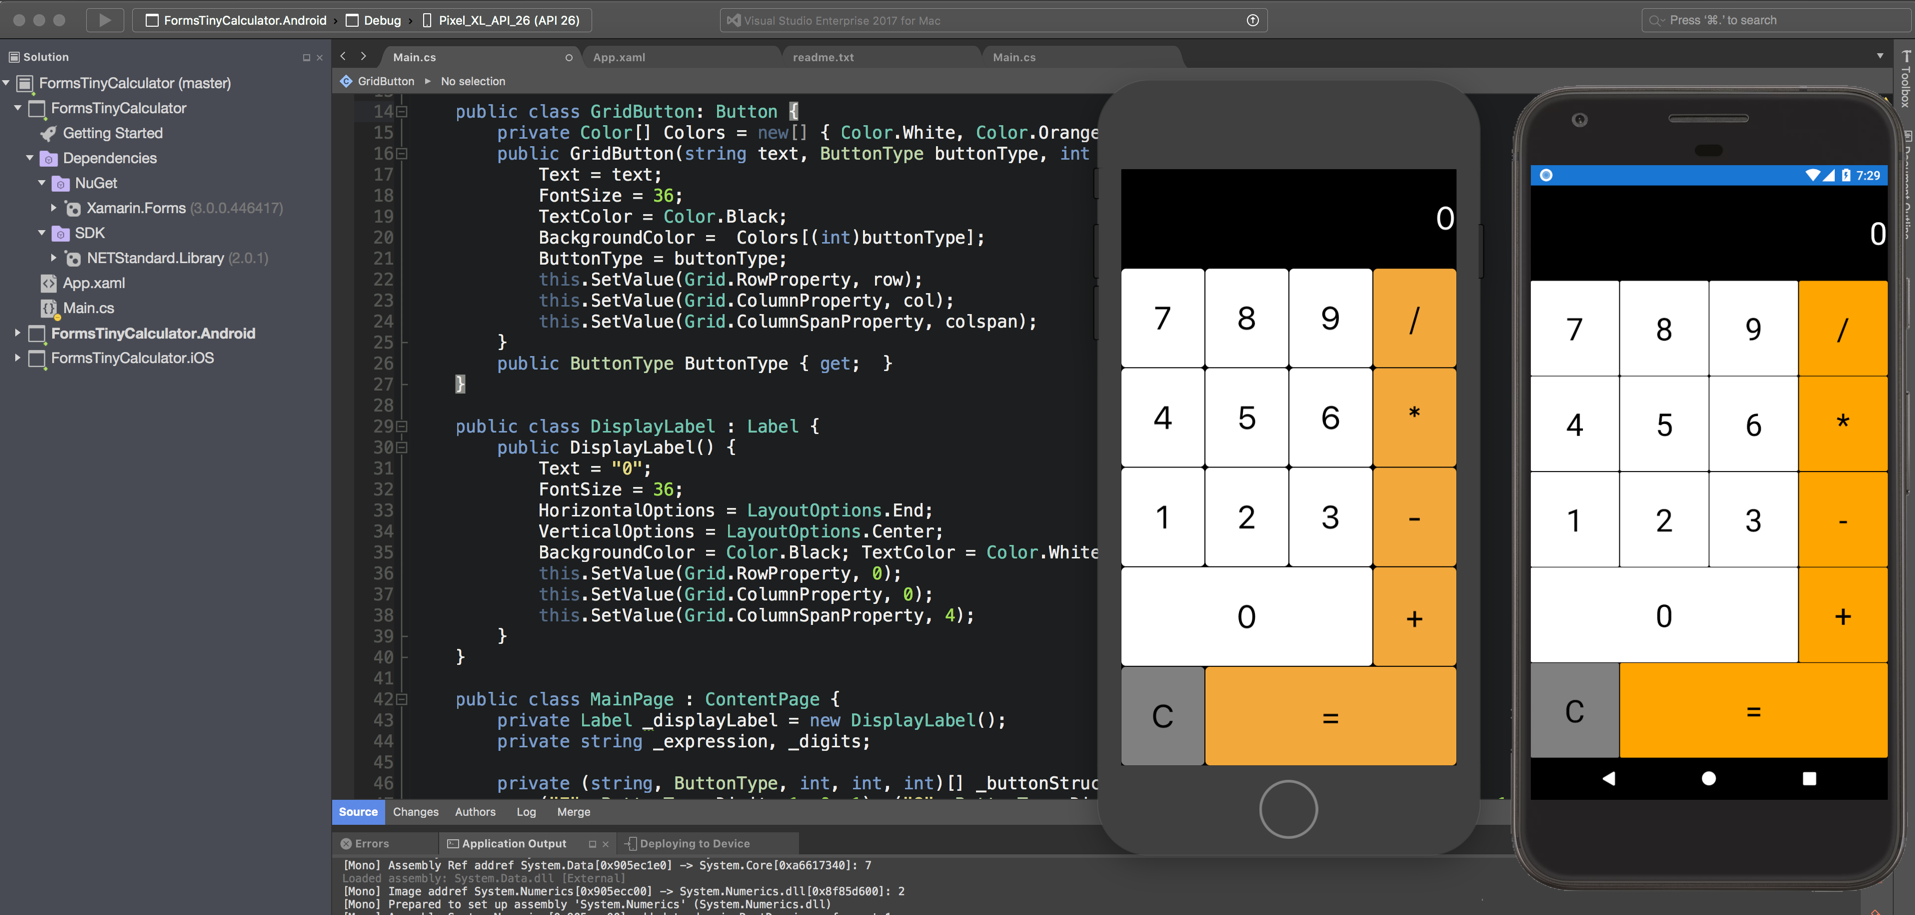 FormsTinyCalculator.Android › Debug › Pixel_XL_API_26 (API 26)
Visual Studio Enterprise 2017 for Mac
Press '⌘.' to search
Solution
FormsTinyCalculator (master)
FormsTinyCalculator
Getting Started
Dependencies
NuGet
Xamarin.Forms (3.0.0.446417)
SDK
NETStandard.Library (2.0.1)
App.xaml
Main.cs
FormsTinyCalculator.Android
FormsTinyCalculator.iOS
Main.cs
App.xaml
readme.txt
Main.cs
GridButton ▸ No selection
14 public class GridButton: Button {
15 private Color[] Colors = new[] { Color.White, Color.Orange
16 public GridButton(string text, ButtonType buttonType, int
17 Text = text;
18 FontSize = 36;
19 TextColor = Color.Black;
20 BackgroundColor =  Colors[(int)buttonType];
21 ButtonType = buttonType;
22 this.SetValue(Grid.RowProperty, row);
23 this.SetValue(Grid.ColumnProperty, col);
24 this.SetValue(Grid.ColumnSpanProperty, colspan);
25 }
26 public ButtonType ButtonType { get;  }
27 }
28
29 public class DisplayLabel : Label {
30 public DisplayLabel() {
31 Text = "0";
32 FontSize = 36;
33 HorizontalOptions = LayoutOptions.End;
34 VerticalOptions = LayoutOptions.Center;
35 BackgroundColor = Color.Black; TextColor = Color.White
36 this.SetValue(Grid.RowProperty, 0);
37 this.SetValue(Grid.ColumnProperty, 0);
38 this.SetValue(Grid.ColumnSpanProperty, 4);
39 }
40 }
41
42 public class MainPage : ContentPage {
43 private Label _displayLabel = new DisplayLabel();
44 private string _expression, _digits;
45
46 private (string, ButtonType, int, int, int)[] _buttonStruc
Source Changes Authors Log Merge
Errors
Application Output
Deploying to Device
[Mono] Assembly Ref addref System.Data[0x905ec1e0] -> System.Core[0xa6617340]: 7
Loaded assembly: System.Data.dll [External]
[Mono] Image addref System.Numerics[0x905ecc00] -> System.Numerics.dll[0x8f85d600]: 2
[Mono] Prepared to set up assembly 'System.Numerics' (System.Numerics.dll)
0
7 8 9 /
4 5 6 *
1 2 3 -
0 +
C =
7:29
0
7 8 9 /
4 5 6 *
1 2 3 -
0 +
C =
Toolbox